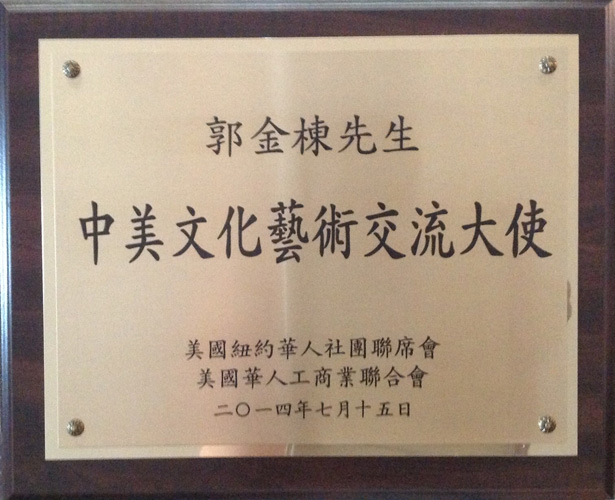 郭金棟先生
中美文化藝術交流大使
美國紐約華人社團聯席會
美國華人工商業聯合會
二〇一四年七月十五日